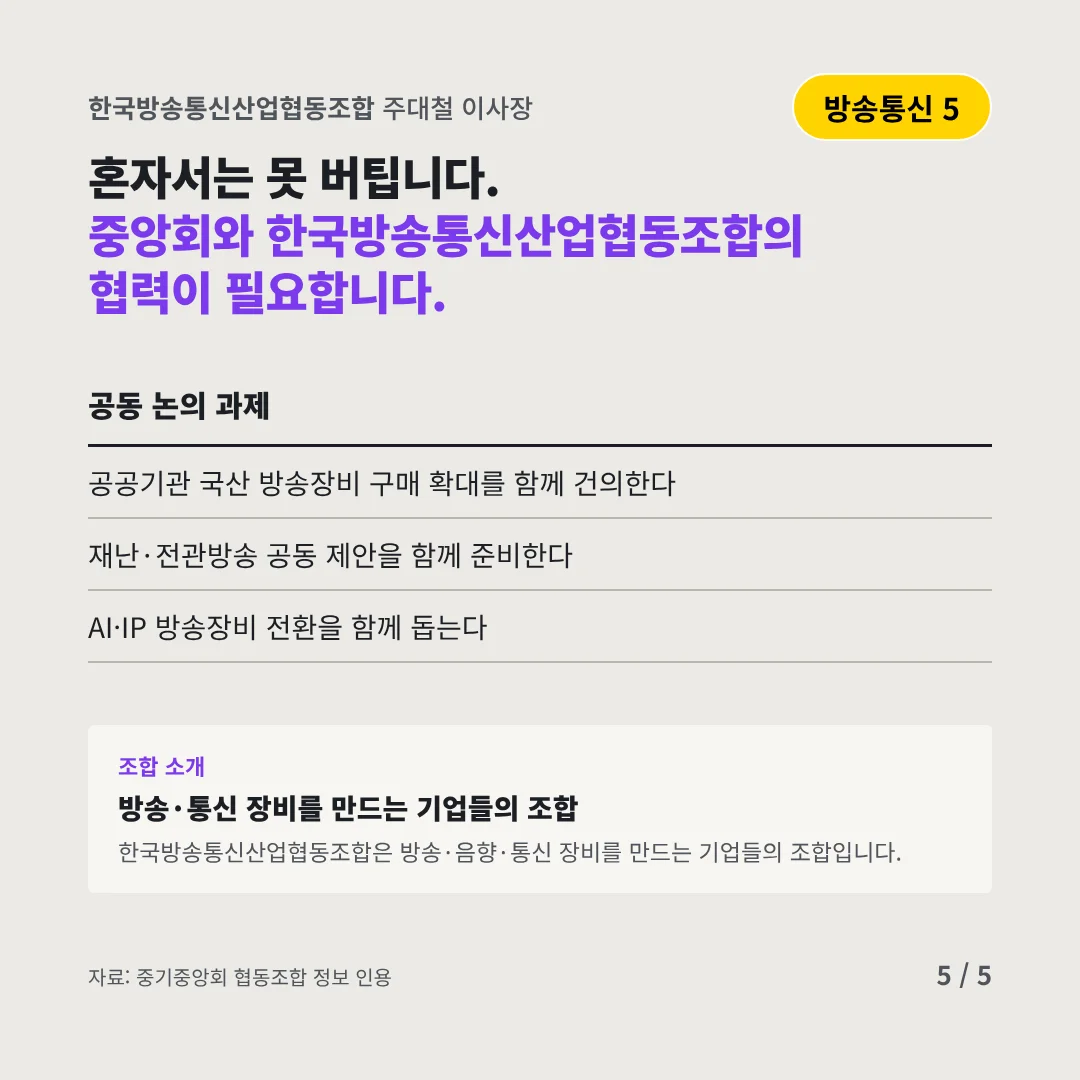 한국방송통신산업협동조합 주대철 이사장
방송통신 5
혼자서는 못 버팁니다.
중앙회와 한국방송통신산업협동조합의
협력이 필요합니다.
공동 논의 과제
공공기관 국산 방송장비 구매 확대를 함께 건의한다
재난·전관방송 공동 제안을 함께 준비한다
AI·IP 방송장비 전환을 함께 돕는다
조합 소개
방송·통신 장비를 만드는 기업들의 조합
한국방송통신산업협동조합은 방송·음향·통신 장비를 만드는 기업들의 조합입니다.
자료: 중기중앙회 협동조합 정보 인용
5 / 5